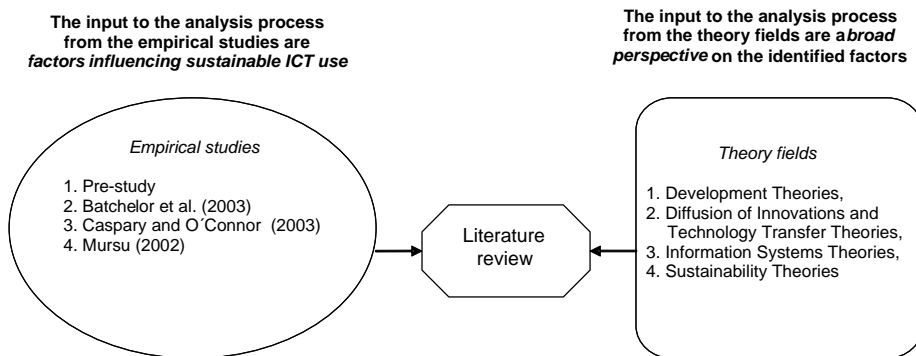 The input to the analysis process
from the empirical studies are
factors influencing sustainable ICT use
The input to the analysis process
from the theory fields are a broad
perspective on the identified factors
Empirical studies
1. Pre-study
2. Batchelor et al. (2003)
3. Caspary and O´Connor (2003)
4. Mursu (2002)
Literature
review
Theory fields
1. Development Theories,
2. Diffusion of Innovations and
Technology Transfer Theories,
3. Information Systems Theories,
4. Sustainability Theories